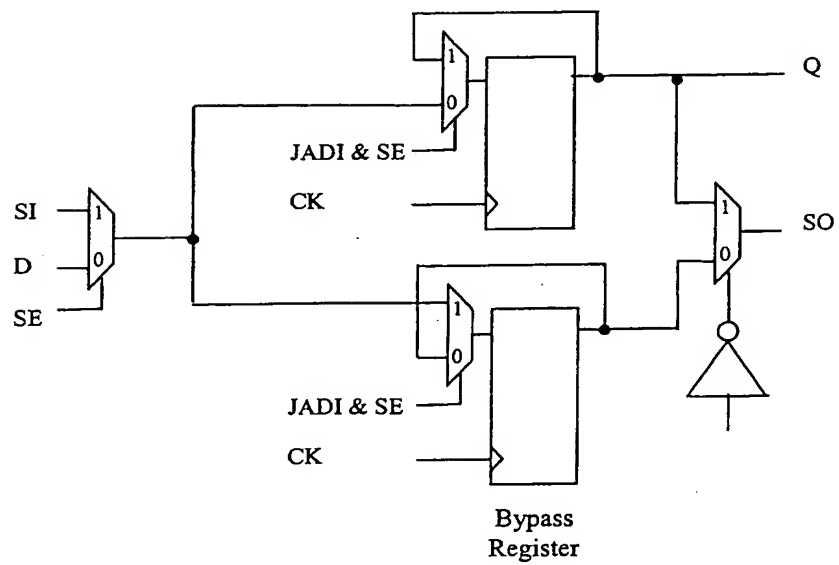 Q
1
0
JADI & SE
CK
SI
1
D
0
SE
1
SO
0
1
0
JADI & SE
CK
Bypass
Register